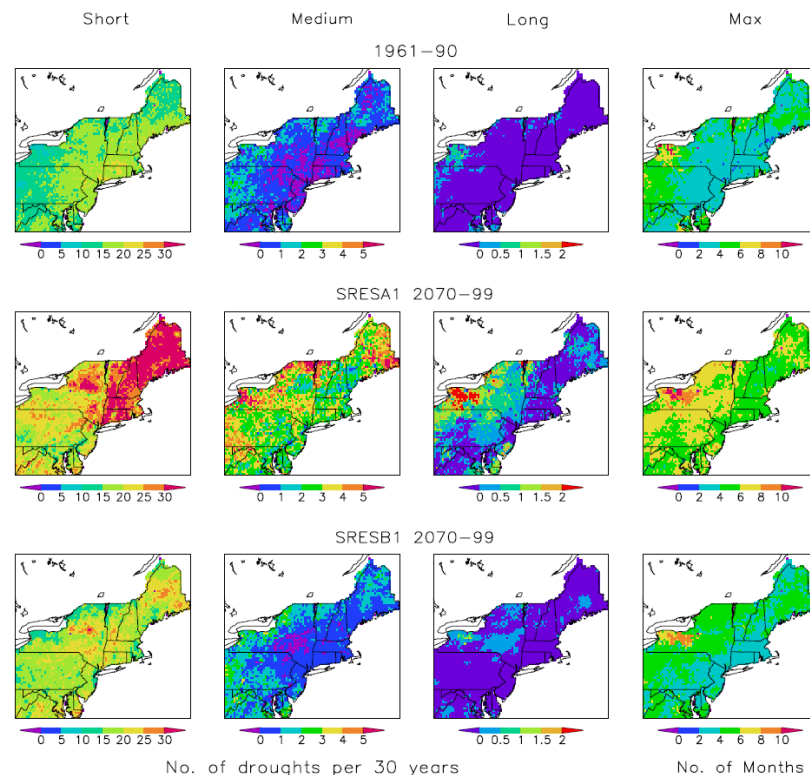 Short Medium Long Max
1961-90
0 5 10 15 20 25 30 0 1 2 3 4 5 0 0.5 1 1.5 2 0 2 4 6 8 10
SRESA1 2070-99
0 5 10 15 20 25 30 0 1 2 3 4 5 0 0.5 1 1.5 2 0 2 4 6 8 10
SRESB1 2070-99
0 5 10 15 20 25 30 0 1 2 3 4 5 0 0.5 1 1.5 2 0 2 4 6 8 10
No. of droughts per 30 years No. of Months